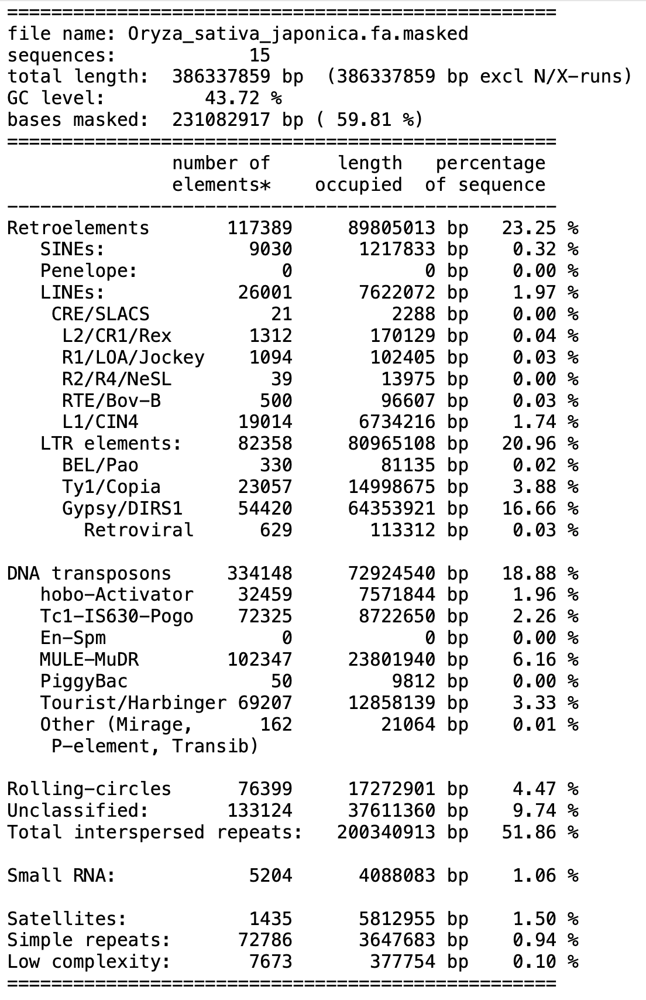 ==================================================
file name: Oryza_sativa_japonica.fa.masked
sequences:            15
total length:  386337859 bp  (386337859 bp excl N/X-runs)
GC level:         43.72 %
bases masked:  231082917 bp ( 59.81 %)
==================================================
               number of      length   percentage
               elements*    occupied  of sequence
--------------------------------------------------
Retroelements       117389     89805013 bp   23.25 %
   SINEs:             9030      1217833 bp    0.32 %
   Penelope:             0            0 bp    0.00 %
   LINEs:            26001      7622072 bp    1.97 %
    CRE/SLACS           21         2288 bp    0.00 %
     L2/CR1/Rex       1312       170129 bp    0.04 %
     R1/LOA/Jockey    1094       102405 bp    0.03 %
     R2/R4/NeSL         39        13975 bp    0.00 %
     RTE/Bov-B         500        96607 bp    0.03 %
     L1/CIN4         19014      6734216 bp    1.74 %
   LTR elements:     82358     80965108 bp   20.96 %
     BEL/Pao           330        81135 bp    0.02 %
     Ty1/Copia       23057     14998675 bp    3.88 %
     Gypsy/DIRS1     54420     64353921 bp   16.66 %
       Retroviral      629       113312 bp    0.03 %

DNA transposons     334148     72924540 bp   18.88 %
   hobo-Activator    32459      7571844 bp    1.96 %
   Tc1-IS630-Pogo    72325      8722650 bp    2.26 %
   En-Spm                0            0 bp    0.00 %
   MULE-MuDR        102347     23801940 bp    6.16 %
   PiggyBac             50         9812 bp    0.00 %
   Tourist/Harbinger 69207     12858139 bp    3.33 %
   Other (Mirage,      162        21064 bp    0.01 %
    P-element, Transib)

Rolling-circles      76399     17272901 bp    4.47 %
Unclassified:       133124     37611360 bp    9.74 %
Total interspersed repeats:   200340913 bp   51.86 %

Small RNA:            5204      4088083 bp    1.06 %

Satellites:           1435      5812955 bp    1.50 %
Simple repeats:      72786      3647683 bp    0.94 %
Low complexity:       7673       377754 bp    0.10 %
==================================================